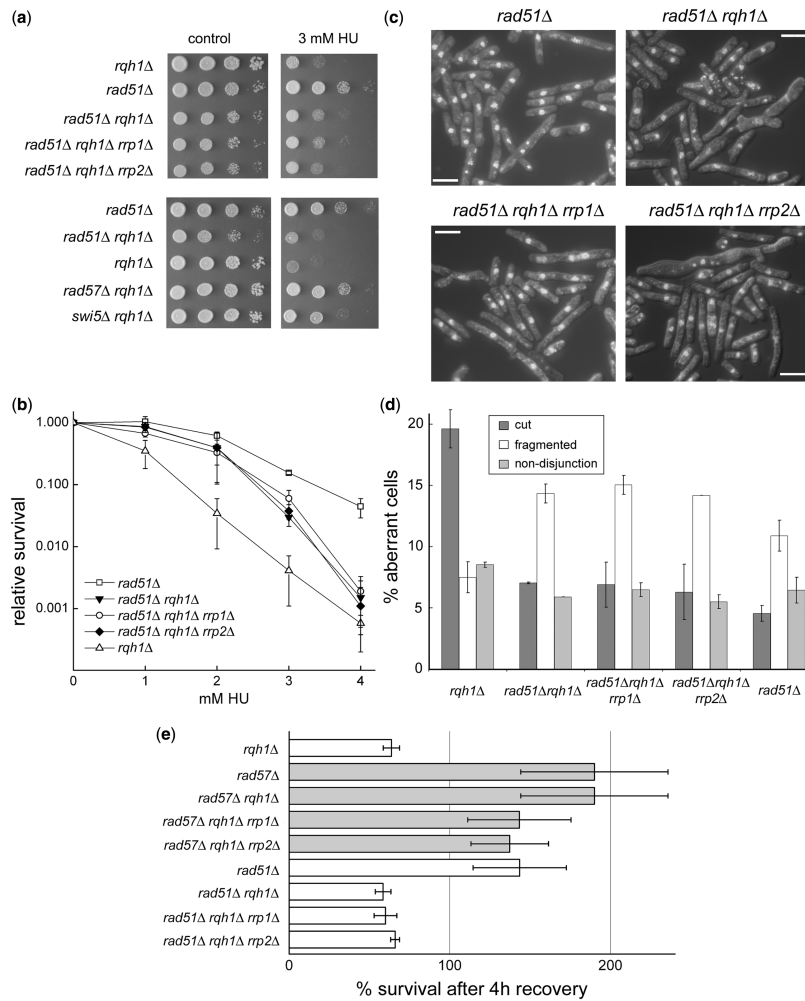 (a)
control
3 mM HU
rqh1Δ
rad51Δ
rad51Δ rqh1Δ
rad51Δ rqh1Δ rrp1Δ
rad51Δ rqh1Δ rrp2Δ
rad51Δ
rad51Δ rqh1Δ
rqh1Δ
rad57Δ rqh1Δ
swi5Δ rqh1Δ
(c)
rad51Δ
rad51Δ rqh1Δ
rad51Δ rqh1Δ rrp1Δ
rad51Δ rqh1Δ rrp2Δ
(b)
relative survival
1.000
0.100
0.010
0.001
rad51Δ
rad51Δ rqh1Δ
rad51Δ rqh1Δ rrp1Δ
rad51Δ rqh1Δ rrp2Δ
rqh1Δ
0 1 2 3 4
mM HU
(d)
% aberrant cells
20
15
10
5
0
cut
fragmented
non-disjunction
rqh1Δ
rad51Δrqh1Δ
rad51Δrqh1Δ
rrp1Δ
rad51Δrqh1Δ
rrp2Δ
rad51Δ
(e)
rqh1Δ
rad57Δ
rad57Δ rqh1Δ
rad57Δ rqh1Δ rrp1Δ
rad57Δ rqh1Δ rrp2Δ
rad51Δ
rad51Δ rqh1Δ
rad51Δ rqh1Δ rrp1Δ
rad51Δ rqh1Δ rrp2Δ
0 100 200
% survival after 4h recovery